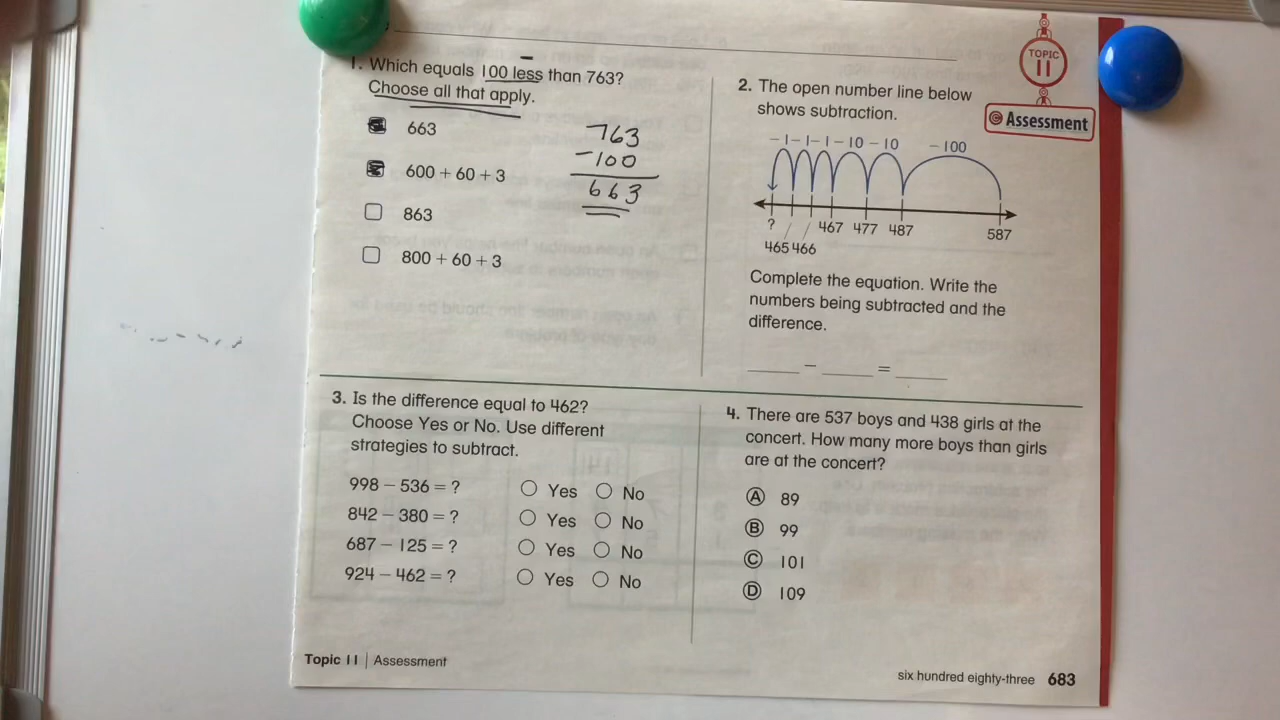 TOPIC
11
Assessment
1. Which equals 100 less than 763?
Choose all that apply.
663
600 + 60 + 3
863
800 + 60 + 3
763
-100
663
2. The open number line below
shows subtraction.
-1-1-1-10-10 -100
? 467 477 487 587
465 466
Complete the equation. Write the
numbers being subtracted and the
difference.
_____ - _____ = _____
3. Is the difference equal to 462?
Choose Yes or No. Use different
strategies to subtract.
998 - 536 = ? Yes No
842 - 380 = ? Yes No
687 - 125 = ? Yes No
924 - 462 = ? Yes No
4. There are 537 boys and 438 girls at the
concert. How many more boys than girls
are at the concert?
A 89
B 99
C 101
D 109
Topic 11 | Assessment
six hundred eighty-three 683